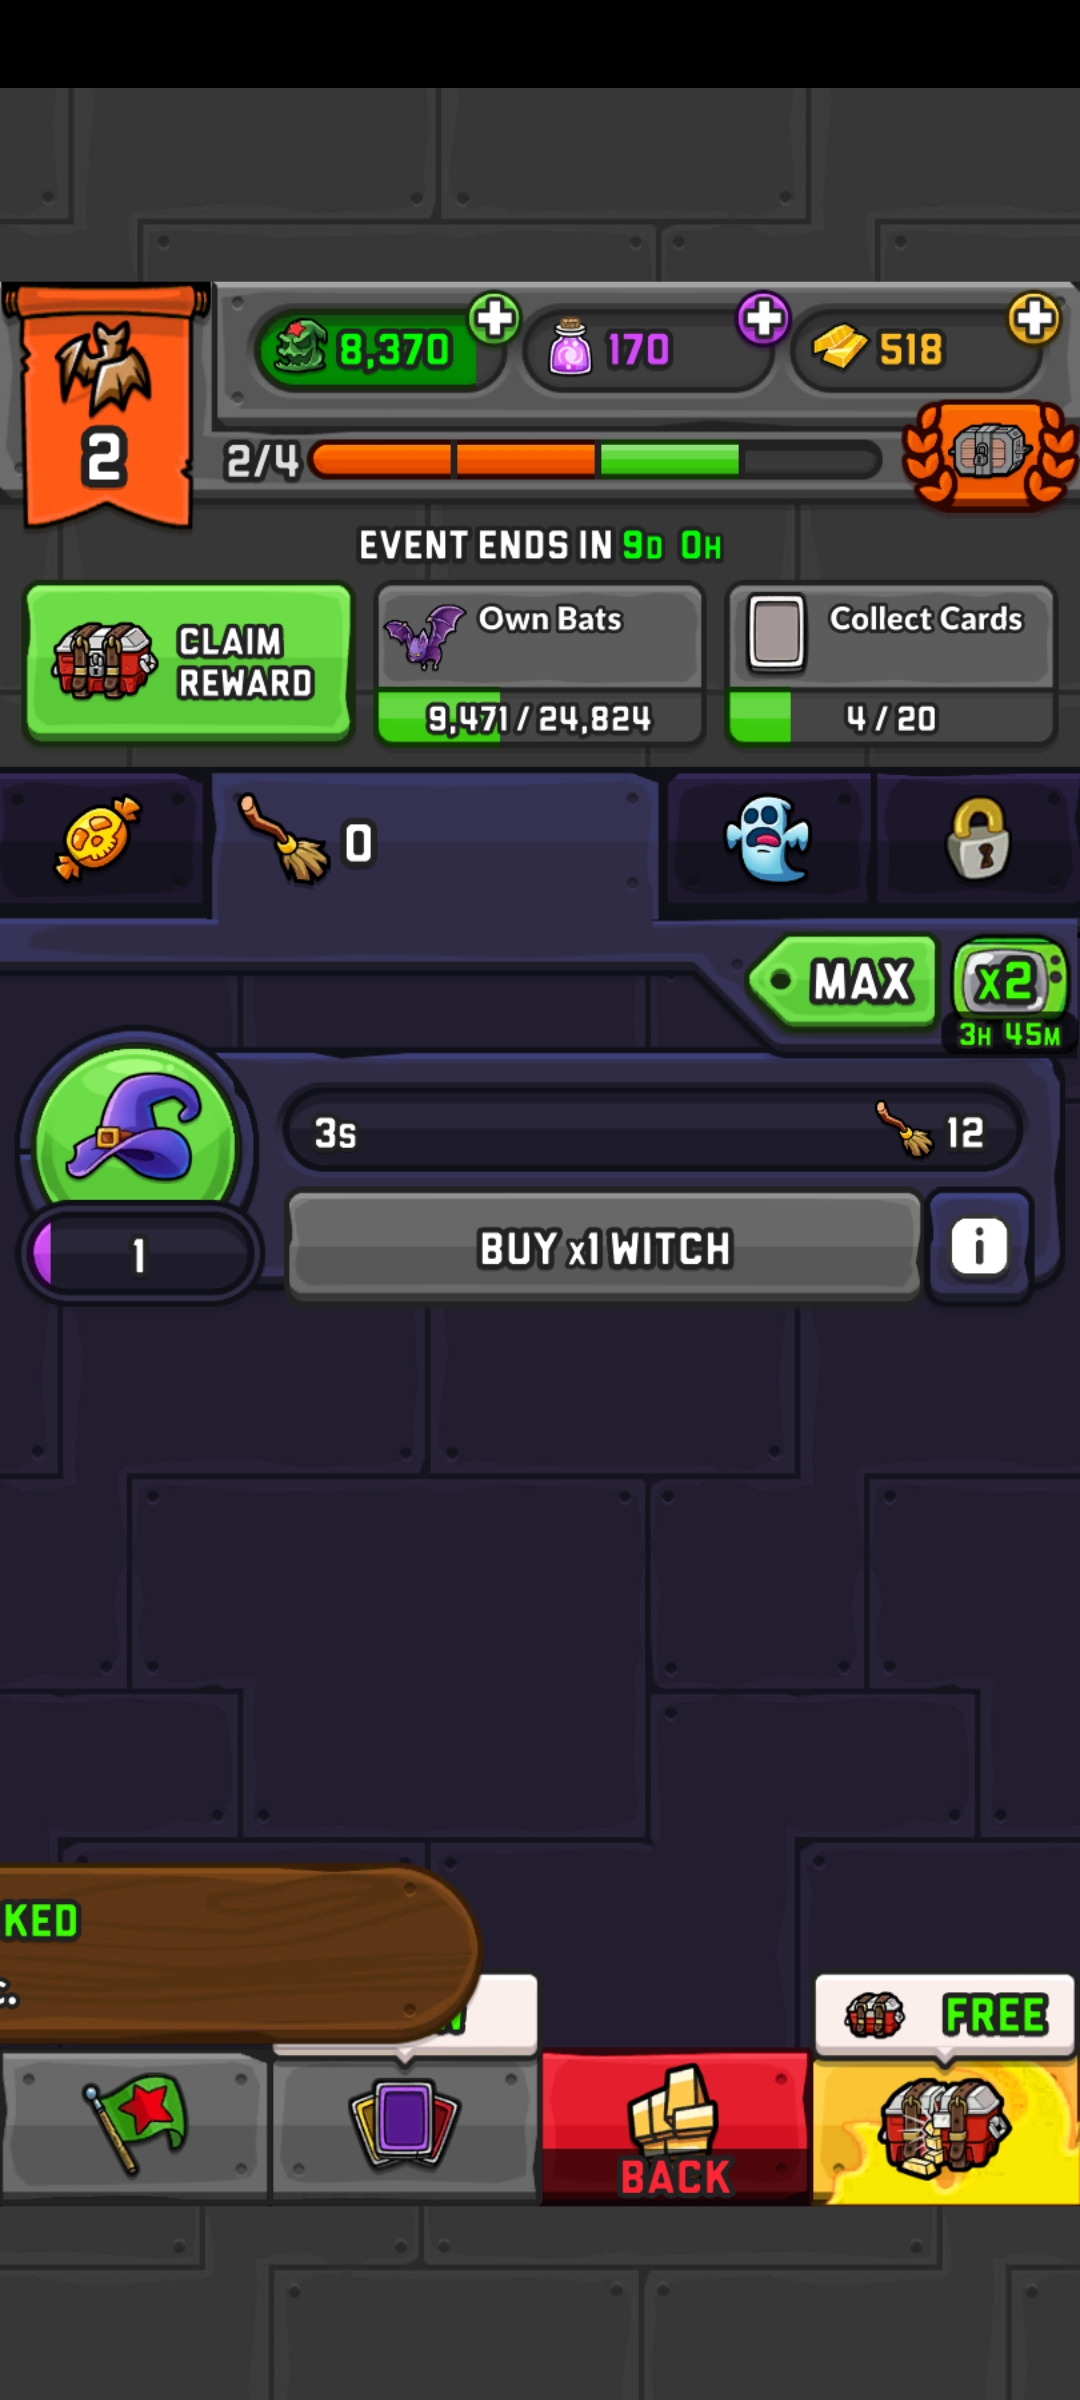 8,370
170
518
2
2/4
EVENT ENDS IN 9D 0H
CLAIM
REWARD
Own Bats
9,471 / 24,824
Collect Cards
4 / 20
0
MAX
x2
3H 45M
3s
12
1
BUY x1 WITCH
i
KED
c.
FREE
BACK